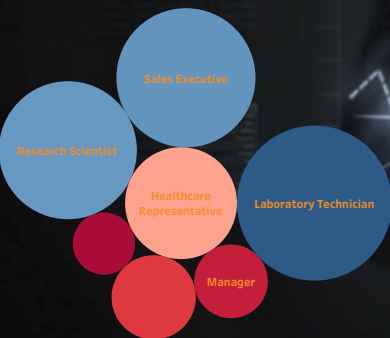 Sales Executive
Research Scientist
Healthcare
Representative
Laboratory Technician
Manager